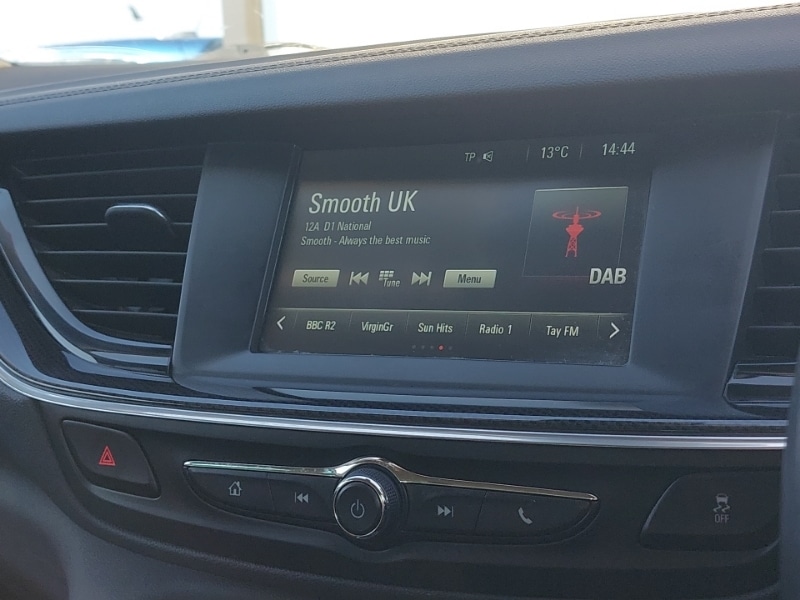 TP 13°C 14:44
Smooth UK
12A D1 National
Smooth - Always the best music
DAB
Source Tune Menu
BBC R2 VirginGr Sun Hits Radio 1 Tay FM
OFF